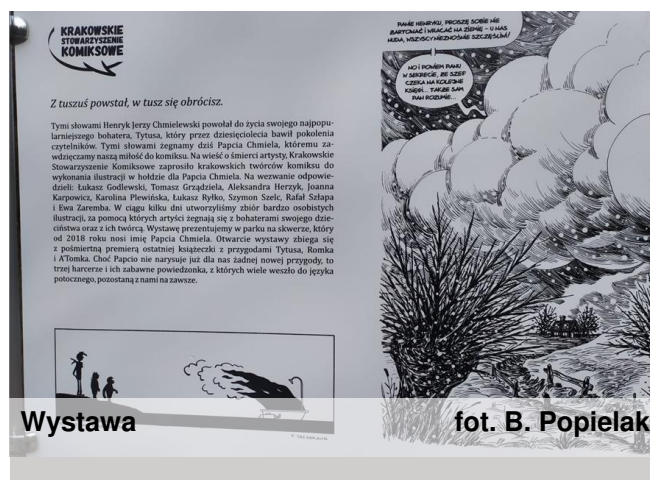 KRAKOWSKIE
STOWARZYSZENIE
KOMIKSOWE
Z tuszuś powstał, w tusz się obrócisz.
Tymi słowami Henryk Jerzy Chmielewski powołał do życia swojego najpopu-
larniejszego bohatera, Tytusa, który przez dziesięciolecia bawił pokolenia
czytelników. Tymi słowami żegnamy dziś Papcia Chmiela, któremu za-
wdzięczamy naszą miłość do komiksu. Na wieść o śmierci artysty, Krakowskie
Stowarzyszenie Komiksowe zaprosiło krakowskich twórców komiksu do
wykonania ilustracji w hołdzie dla Papcia Chmiela. Na wezwanie odpowie-
dzieli: Łukasz Godlewski, Tomasz Grządziela, Aleksandra Herzyk, Joanna
Karpowicz, Karolina Plewińska, Łukasz Ryłko, Szymon Szelc, Rafał Szłapa
i Ewa Zaremba. W ciągu kilku dni utworzyliśmy zbiór bardzo osobistych
ilustracji, za pomocą których artyści żegnają się z bohaterami swojego dzie-
ciństwa oraz z ich twórcą. Wystawę prezentujemy w parku na skwerze, który
od 2018 roku nosi imię Papcia Chmiela. Otwarcie wystawy zbiega się
z pośmiertną premierą ostatniej książeczki z przygodami Tytusa, Romka
i A'Tomka. Choć Papcio nie narysuje już dla nas żadnej nowej przygody, to
trzej harcerze i ich zabawne powiedzonka, z których wiele weszło do języka
potocznego, pozostaną z nami na zawsze.
PANIE HENRYKU, PROSZĘ SOBIE NIE
ŻARTOWAĆ I WRACAĆ NA ZIEMIĘ – U NAS
NUDA, WSZYSCY NIEZNOŚNIE SZCZĘŚLIWI!
NO I POWIEM PANU
W SEKRECIE, ŻE SZEF
CZEKA NA KOLEJNE
KSIĘGI... TAKŻE SAM
PAN ROZUMIE...
Wystawa
fot. B. Popielak